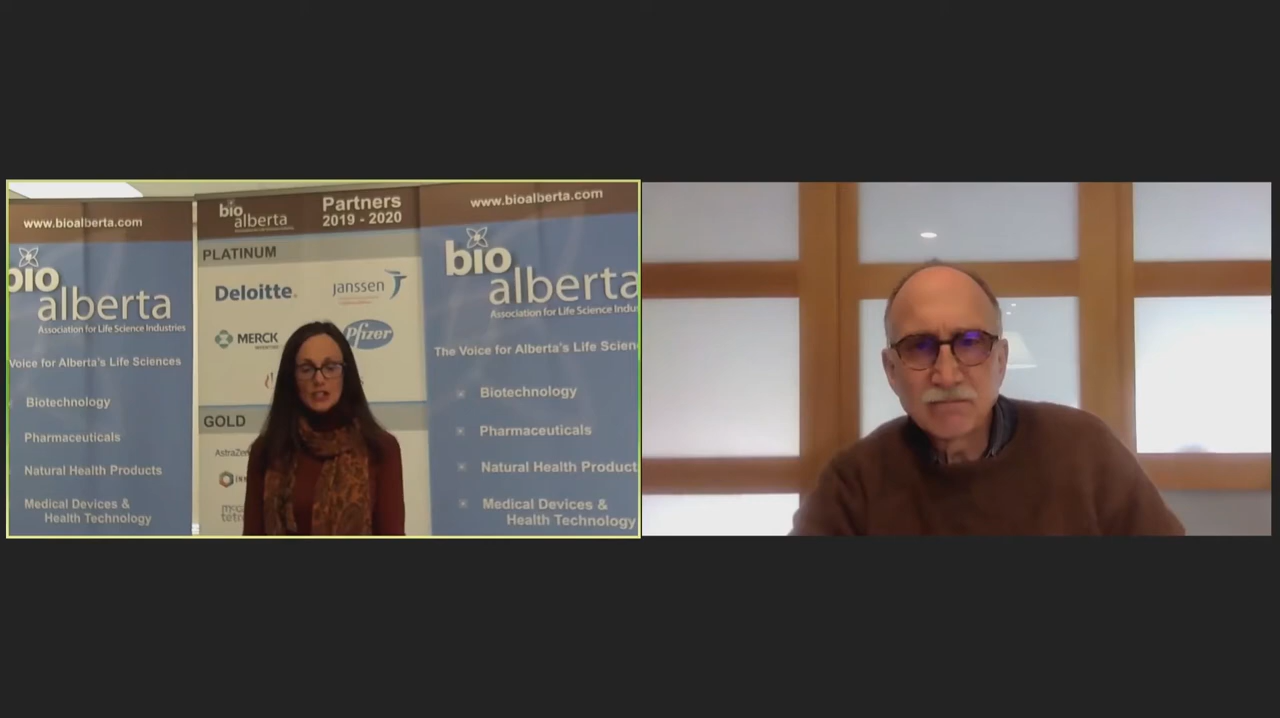 www.bioalberta.com
bio
alberta
Association for Life Science Industries
Voice for Alberta's Life Sciences
Biotechnology
Pharmaceuticals
Natural Health Products
Medical Devices &
Health Technology
bio
alberta
Partners
2019 - 2020
PLATINUM
Deloitte.
janssen
MERCK
Pfizer
GOLD
www.bioalberta.com
bio
alberta
Association for Life Science Indus
The Voice for Alberta's Life Scien
Biotechnology
Pharmaceuticals
Natural Health Product
Medical Devices &
Health Technology